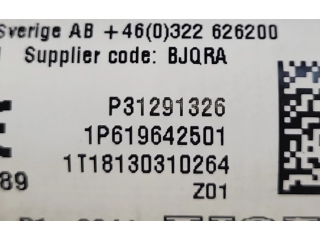 Sverige AB +46(0)322 626200
Supplier code: BJQRA
P31291326
1P619642501
1T18130310264
89
Z01